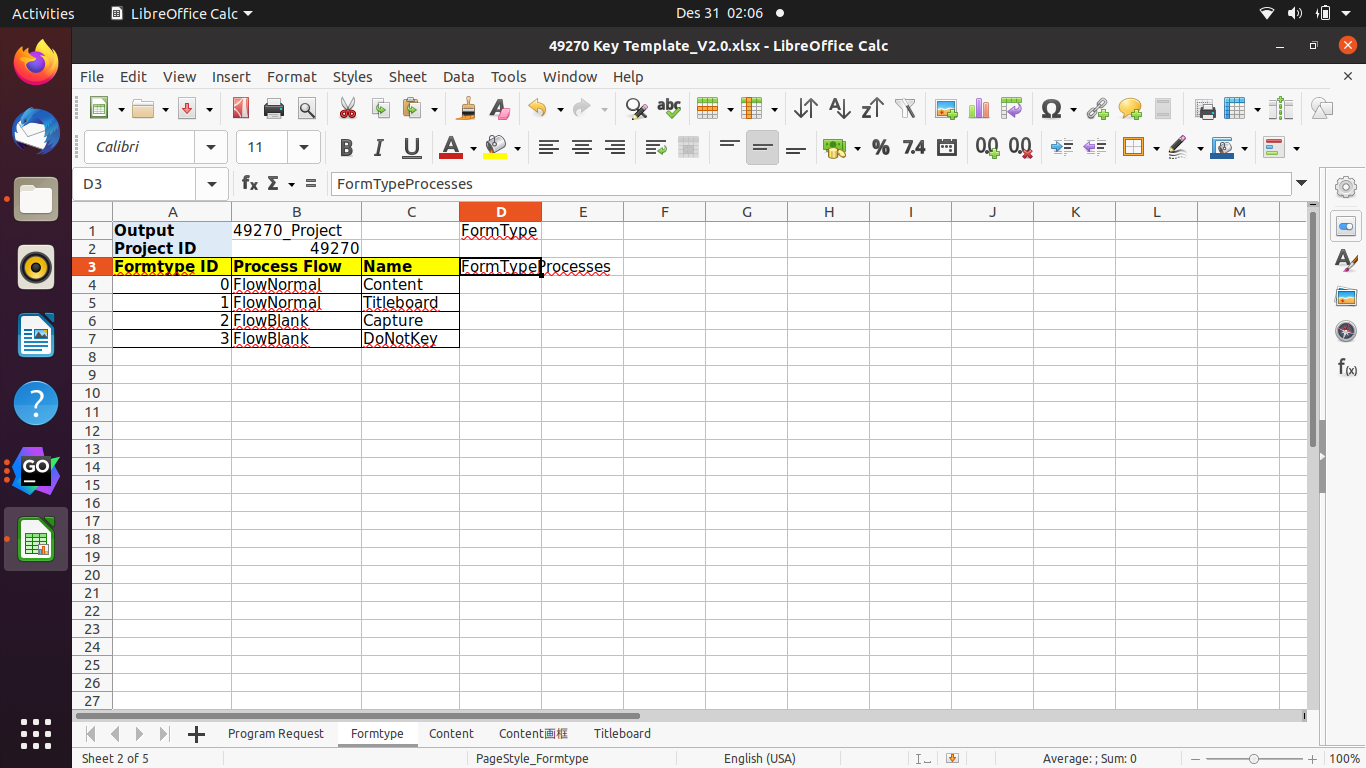 Activities LibreOffice Calc Des 31 02:06
49270 Key Template_V2.0.xlsx - LibreOffice Calc
File Edit View Insert Format Styles Sheet Data Tools Window Help
Calibri 11
D3 FormTypeProcesses
A B C D E F G H I J K L M
1 Output 49270_Project FormType
2 Project ID 49270
3 Formtype ID Process Flow Name FormTypeProcesses
4 0 FlowNormal Content
5 1 FlowNormal Titleboard
6 2 FlowBlank Capture
7 3 FlowBlank DoNotKey
8
9
10
11
12
13
14
15
16
17
18
19
20
21
22
23
24
25
26
27
Program Request Formtype Content Content画框 Titleboard
Sheet 2 of 5 PageStyle_Formtype English (USA) Average: ; Sum: 0 100%